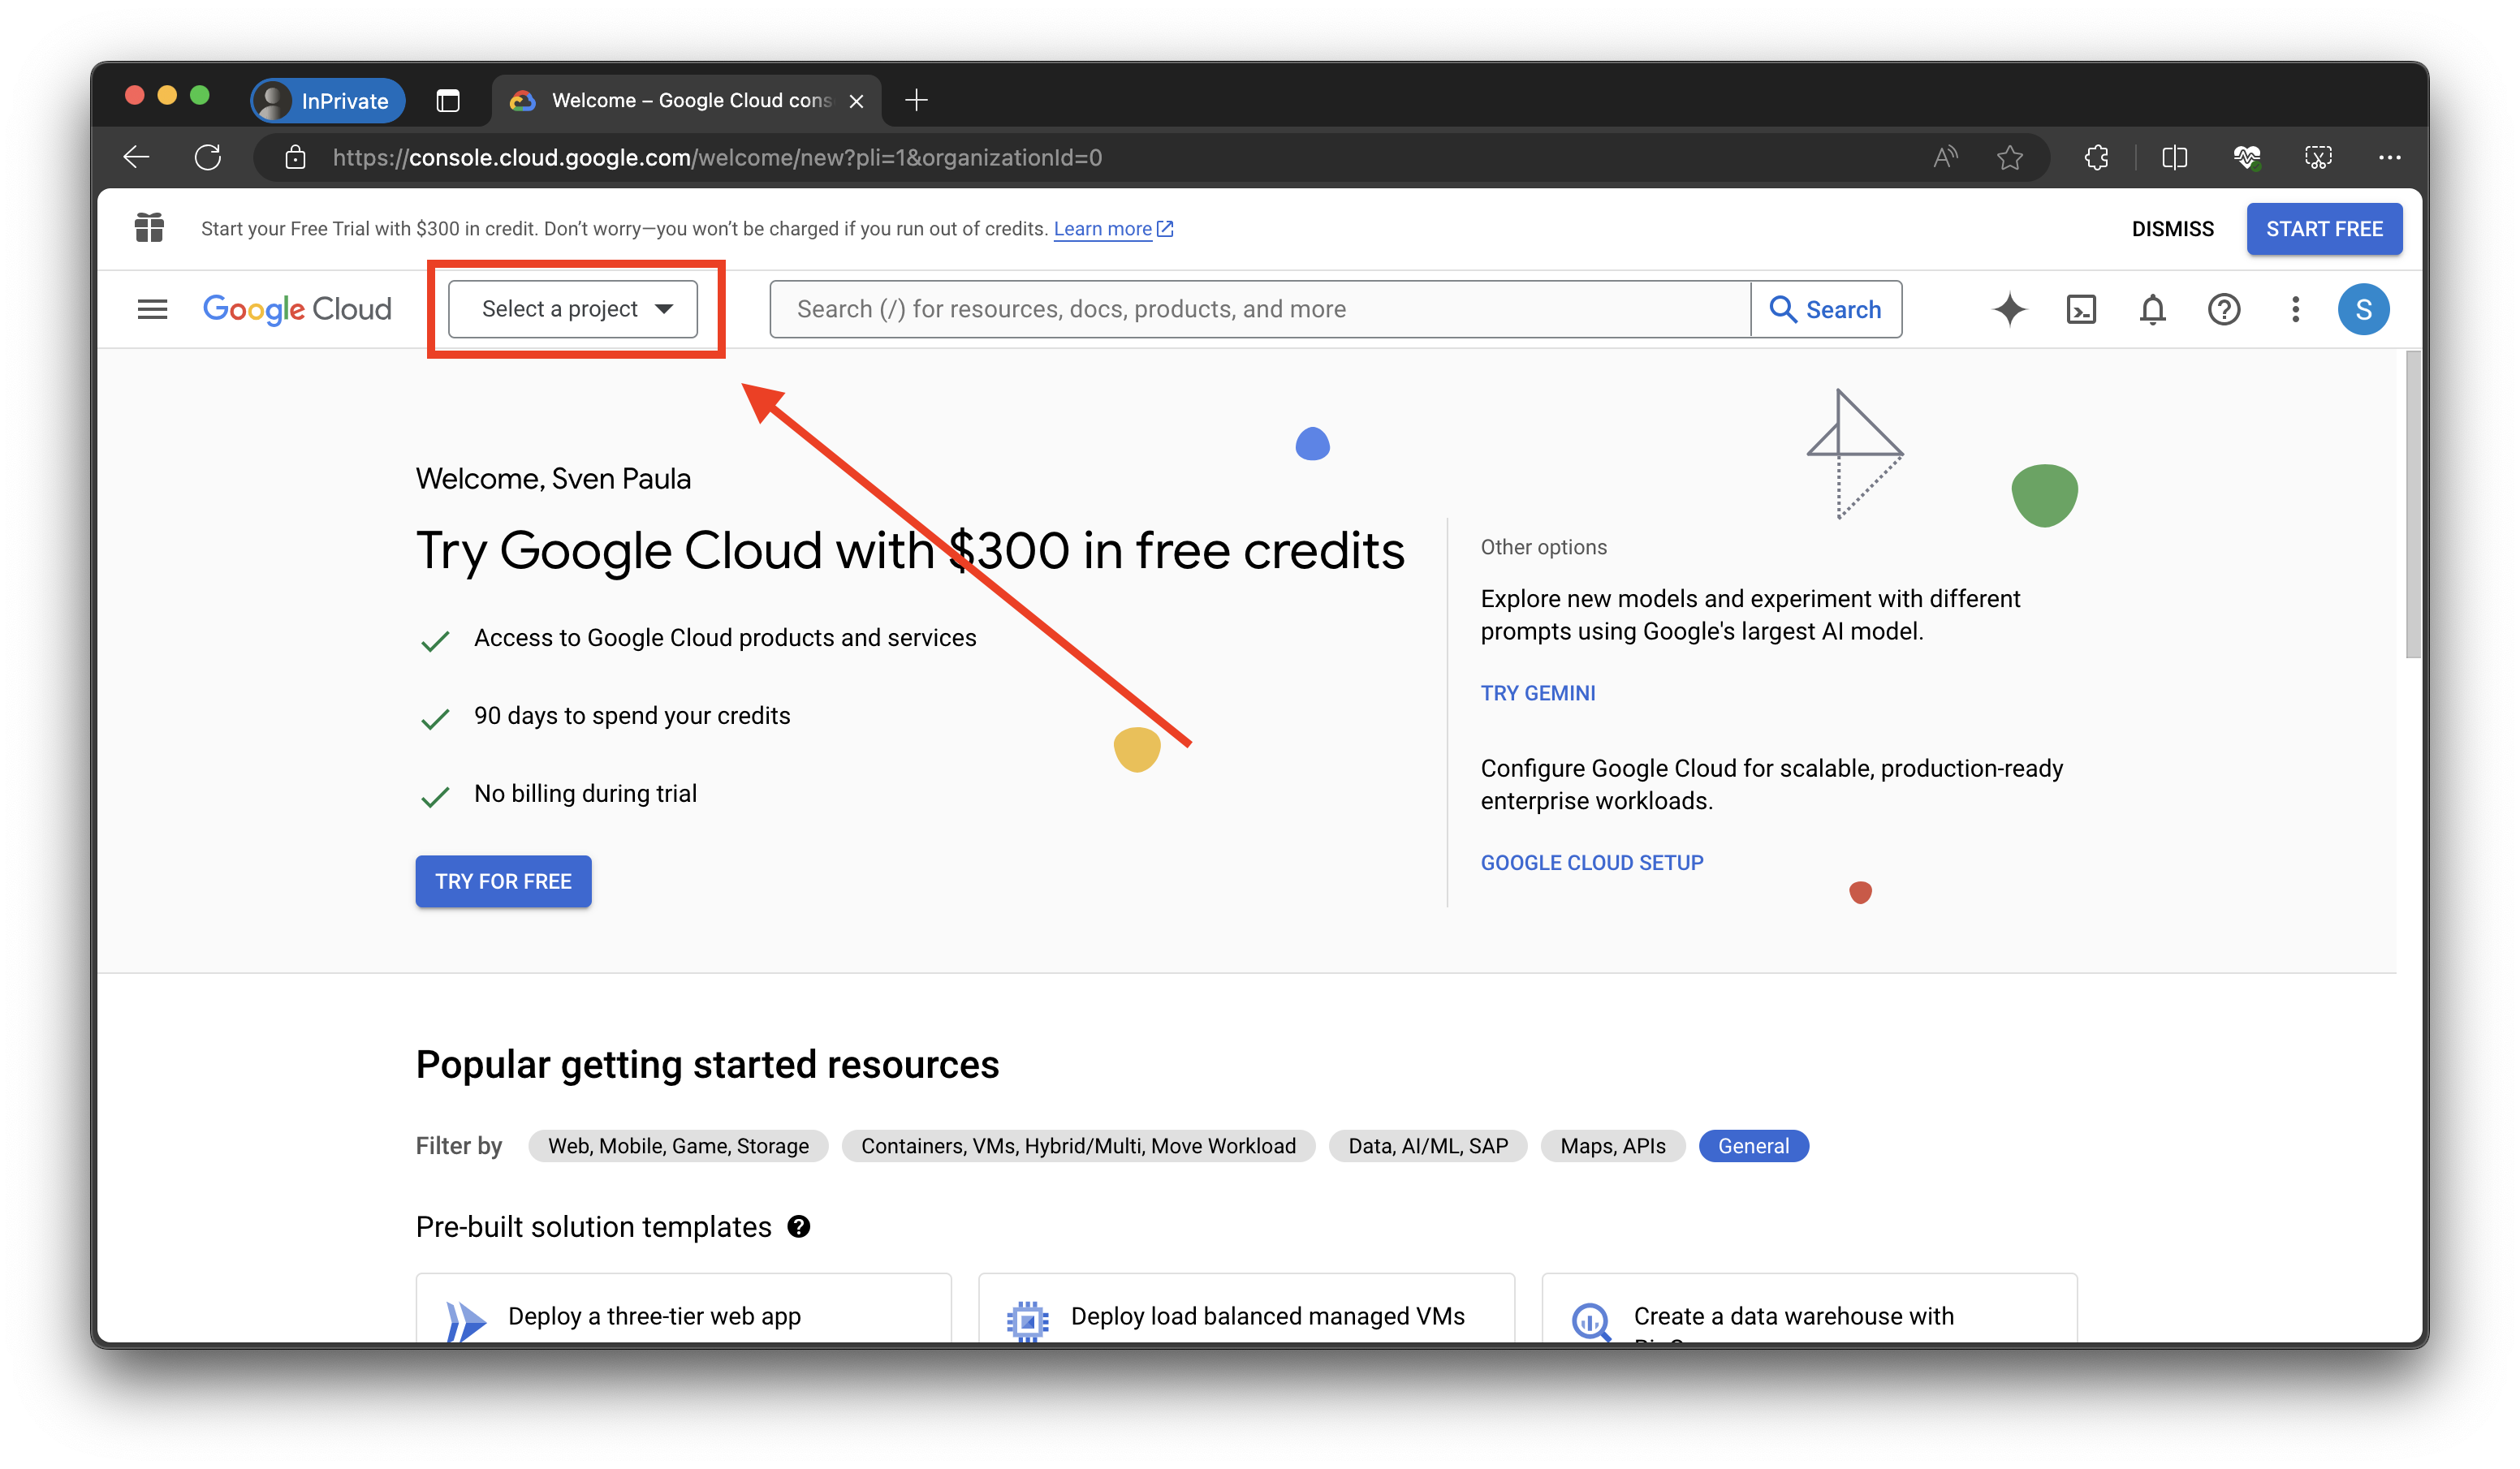 InPrivate
Welcome – Google Cloud cons
https://console.cloud.google.com/welcome/new?pli=1&organizationId=0
Start your Free Trial with $300 in credit. Don’t worry—you won’t be charged if you run out of credits. Learn more
DISMISS
START FREE
Google Cloud
Select a project
Search (/) for resources, docs, products, and more
Search
S
Welcome, Sven Paula
Try Google Cloud with $300 in free credits
Access to Google Cloud products and services
90 days to spend your credits
No billing during trial
TRY FOR FREE
Other options
Explore new models and experiment with different
prompts using Google's largest AI model.
TRY GEMINI
Configure Google Cloud for scalable, production-ready
enterprise workloads.
GOOGLE CLOUD SETUP
Popular getting started resources
Filter by
Web, Mobile, Game, Storage
Containers, VMs, Hybrid/Multi, Move Workload
Data, AI/ML, SAP
Maps, APIs
General
Pre-built solution templates
Deploy a three-tier web app
Deploy load balanced managed VMs
Create a data warehouse with